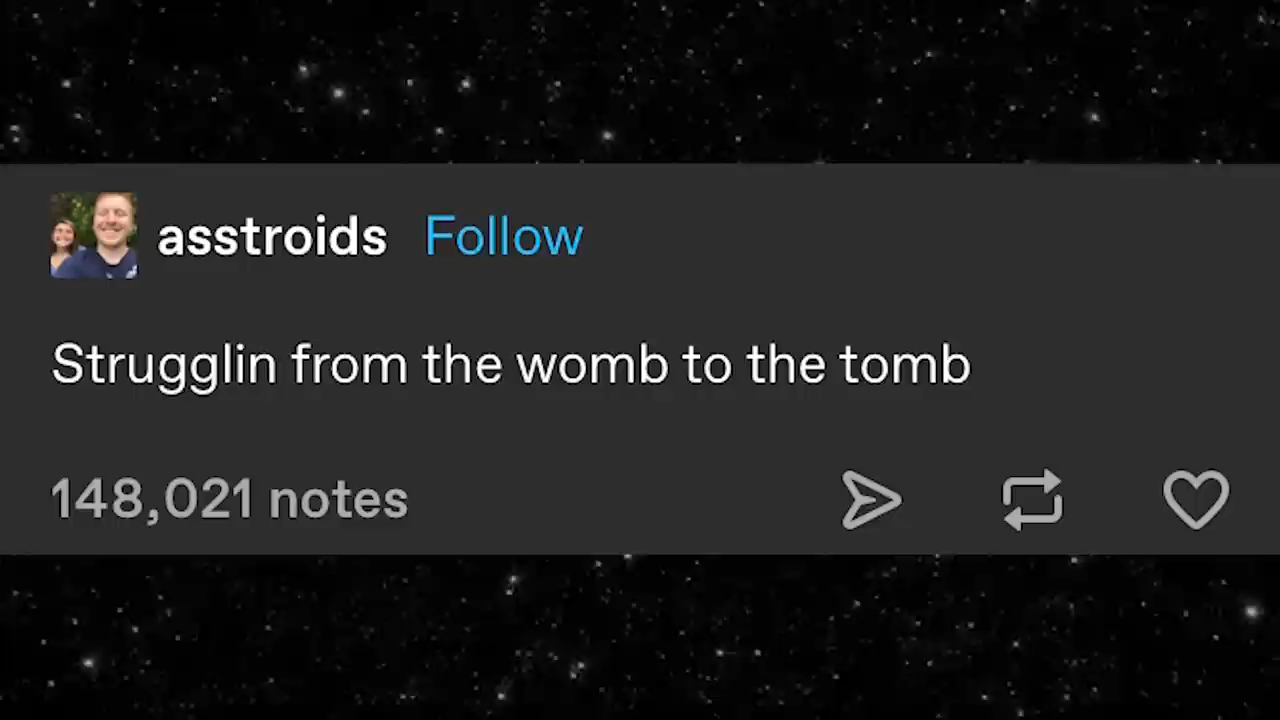 asstroids Follow
Strugglin from the womb to the tomb
148,021 notes